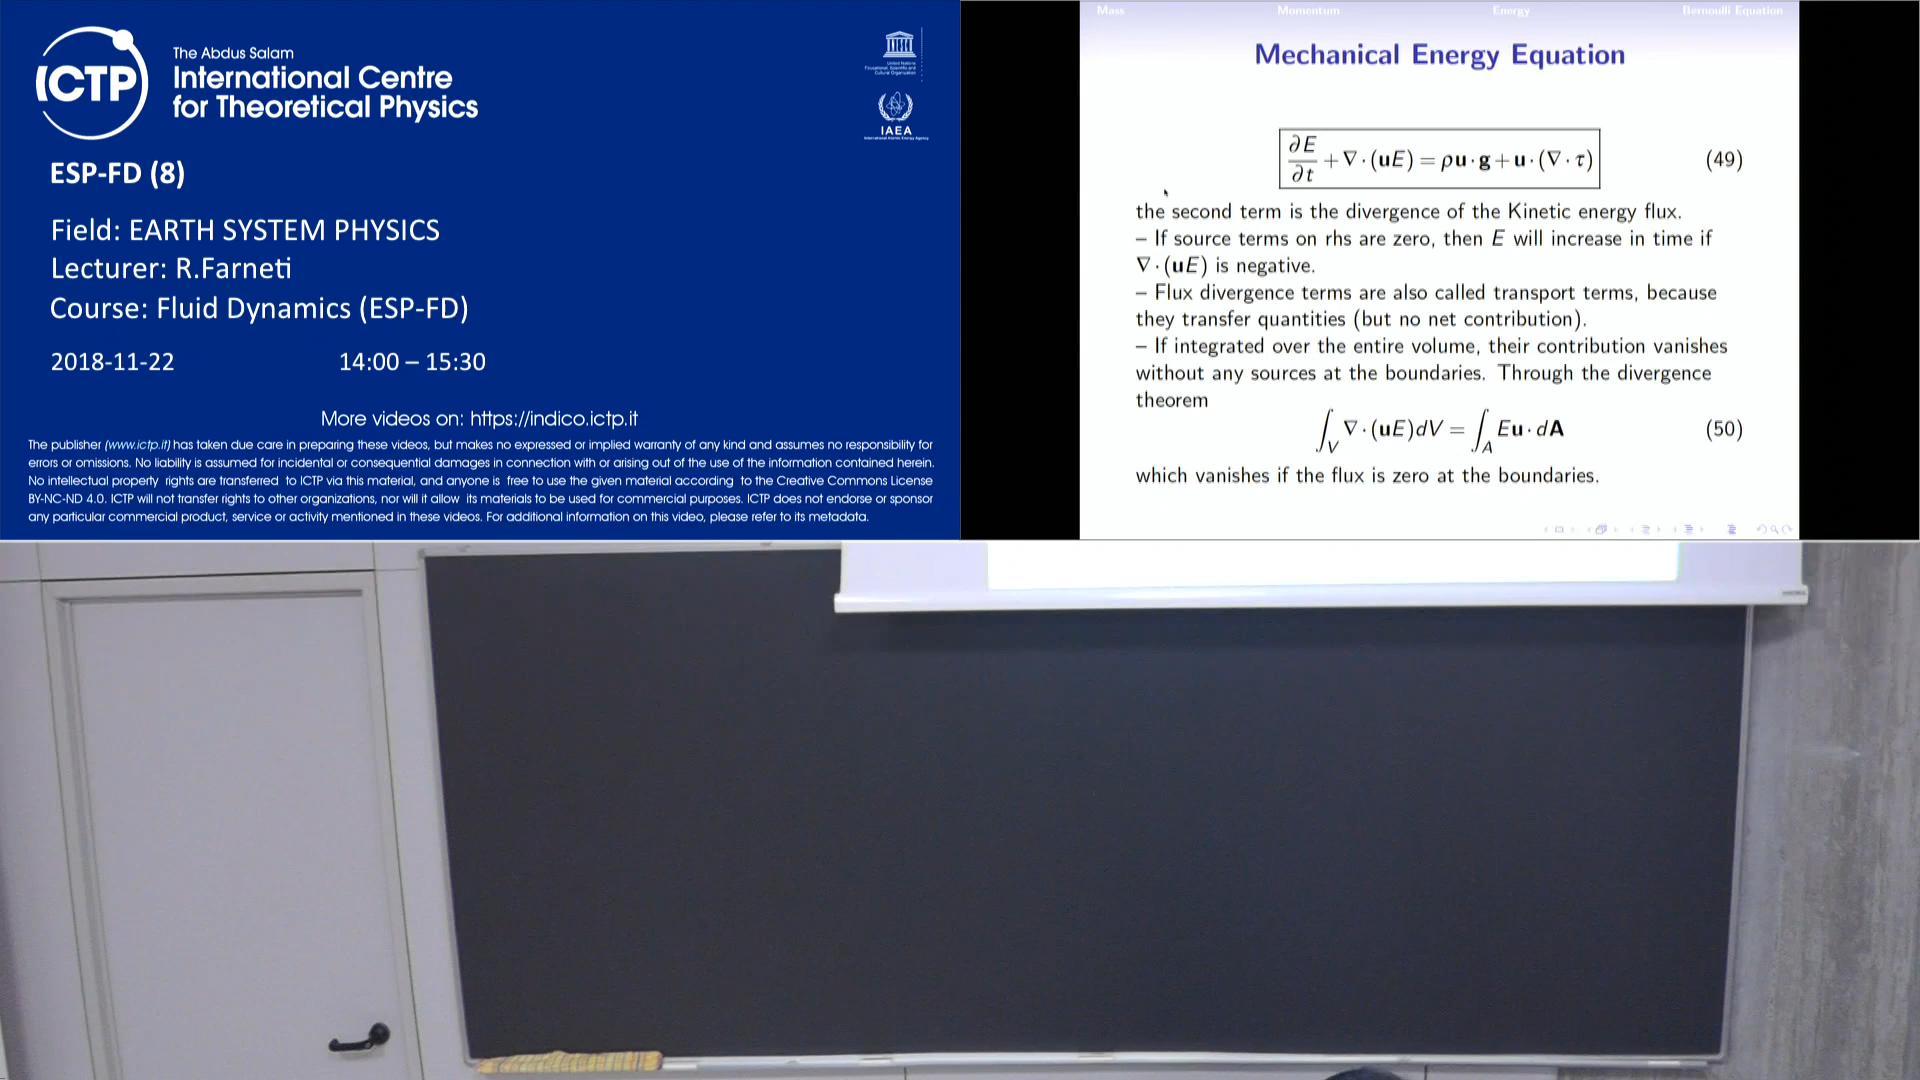 The Abdus Salam
ICTP
International Centre
for Theoretical Physics
United Nations
Educational, Scientific and
Cultural Organization
IAEA
International Atomic Energy Agency
ESP-FD (8)
Field: EARTH SYSTEM PHYSICS
Lecturer: R.Farneti
Course: Fluid Dynamics (ESP-FD)
2018-11-22 14:00 – 15:30
More videos on: https://indico.ictp.it
The publisher (www.ictp.it) has taken due care in preparing these videos, but makes no expressed or implied warranty of any kind and assumes no responsibility for
errors or omissions. No liability is assumed for incidental or consequential damages in connection with or arising out of the use of the information contained herein.
No intellectual property rights are transferred to ICTP via this material, and anyone is free to use the given material according to the Creative Commons License
BY-NC-ND 4.0. ICTP will not transfer rights to other organizations, nor will it allow its materials to be used for commercial purposes. ICTP does not endorse or sponsor
any particular commercial product, service or activity mentioned in these videos. For additional information on this video, please refer to its metadata.
Mass Momentum Energy Bernoulli Equation
Mechanical Energy Equation
∂E/∂t + ∇·(uE) = ρu·g + u·(∇·τ) (49)
the second term is the divergence of the Kinetic energy flux.
– If source terms on rhs are zero, then E will increase in time if
∇·(uE) is negative.
– Flux divergence terms are also called transport terms, because
they transfer quantities (but no net contribution).
– If integrated over the entire volume, their contribution vanishes
without any sources at the boundaries. Through the divergence
theorem
∫_V ∇·(uE)dV = ∫_A Eu·dA (50)
which vanishes if the flux is zero at the boundaries.